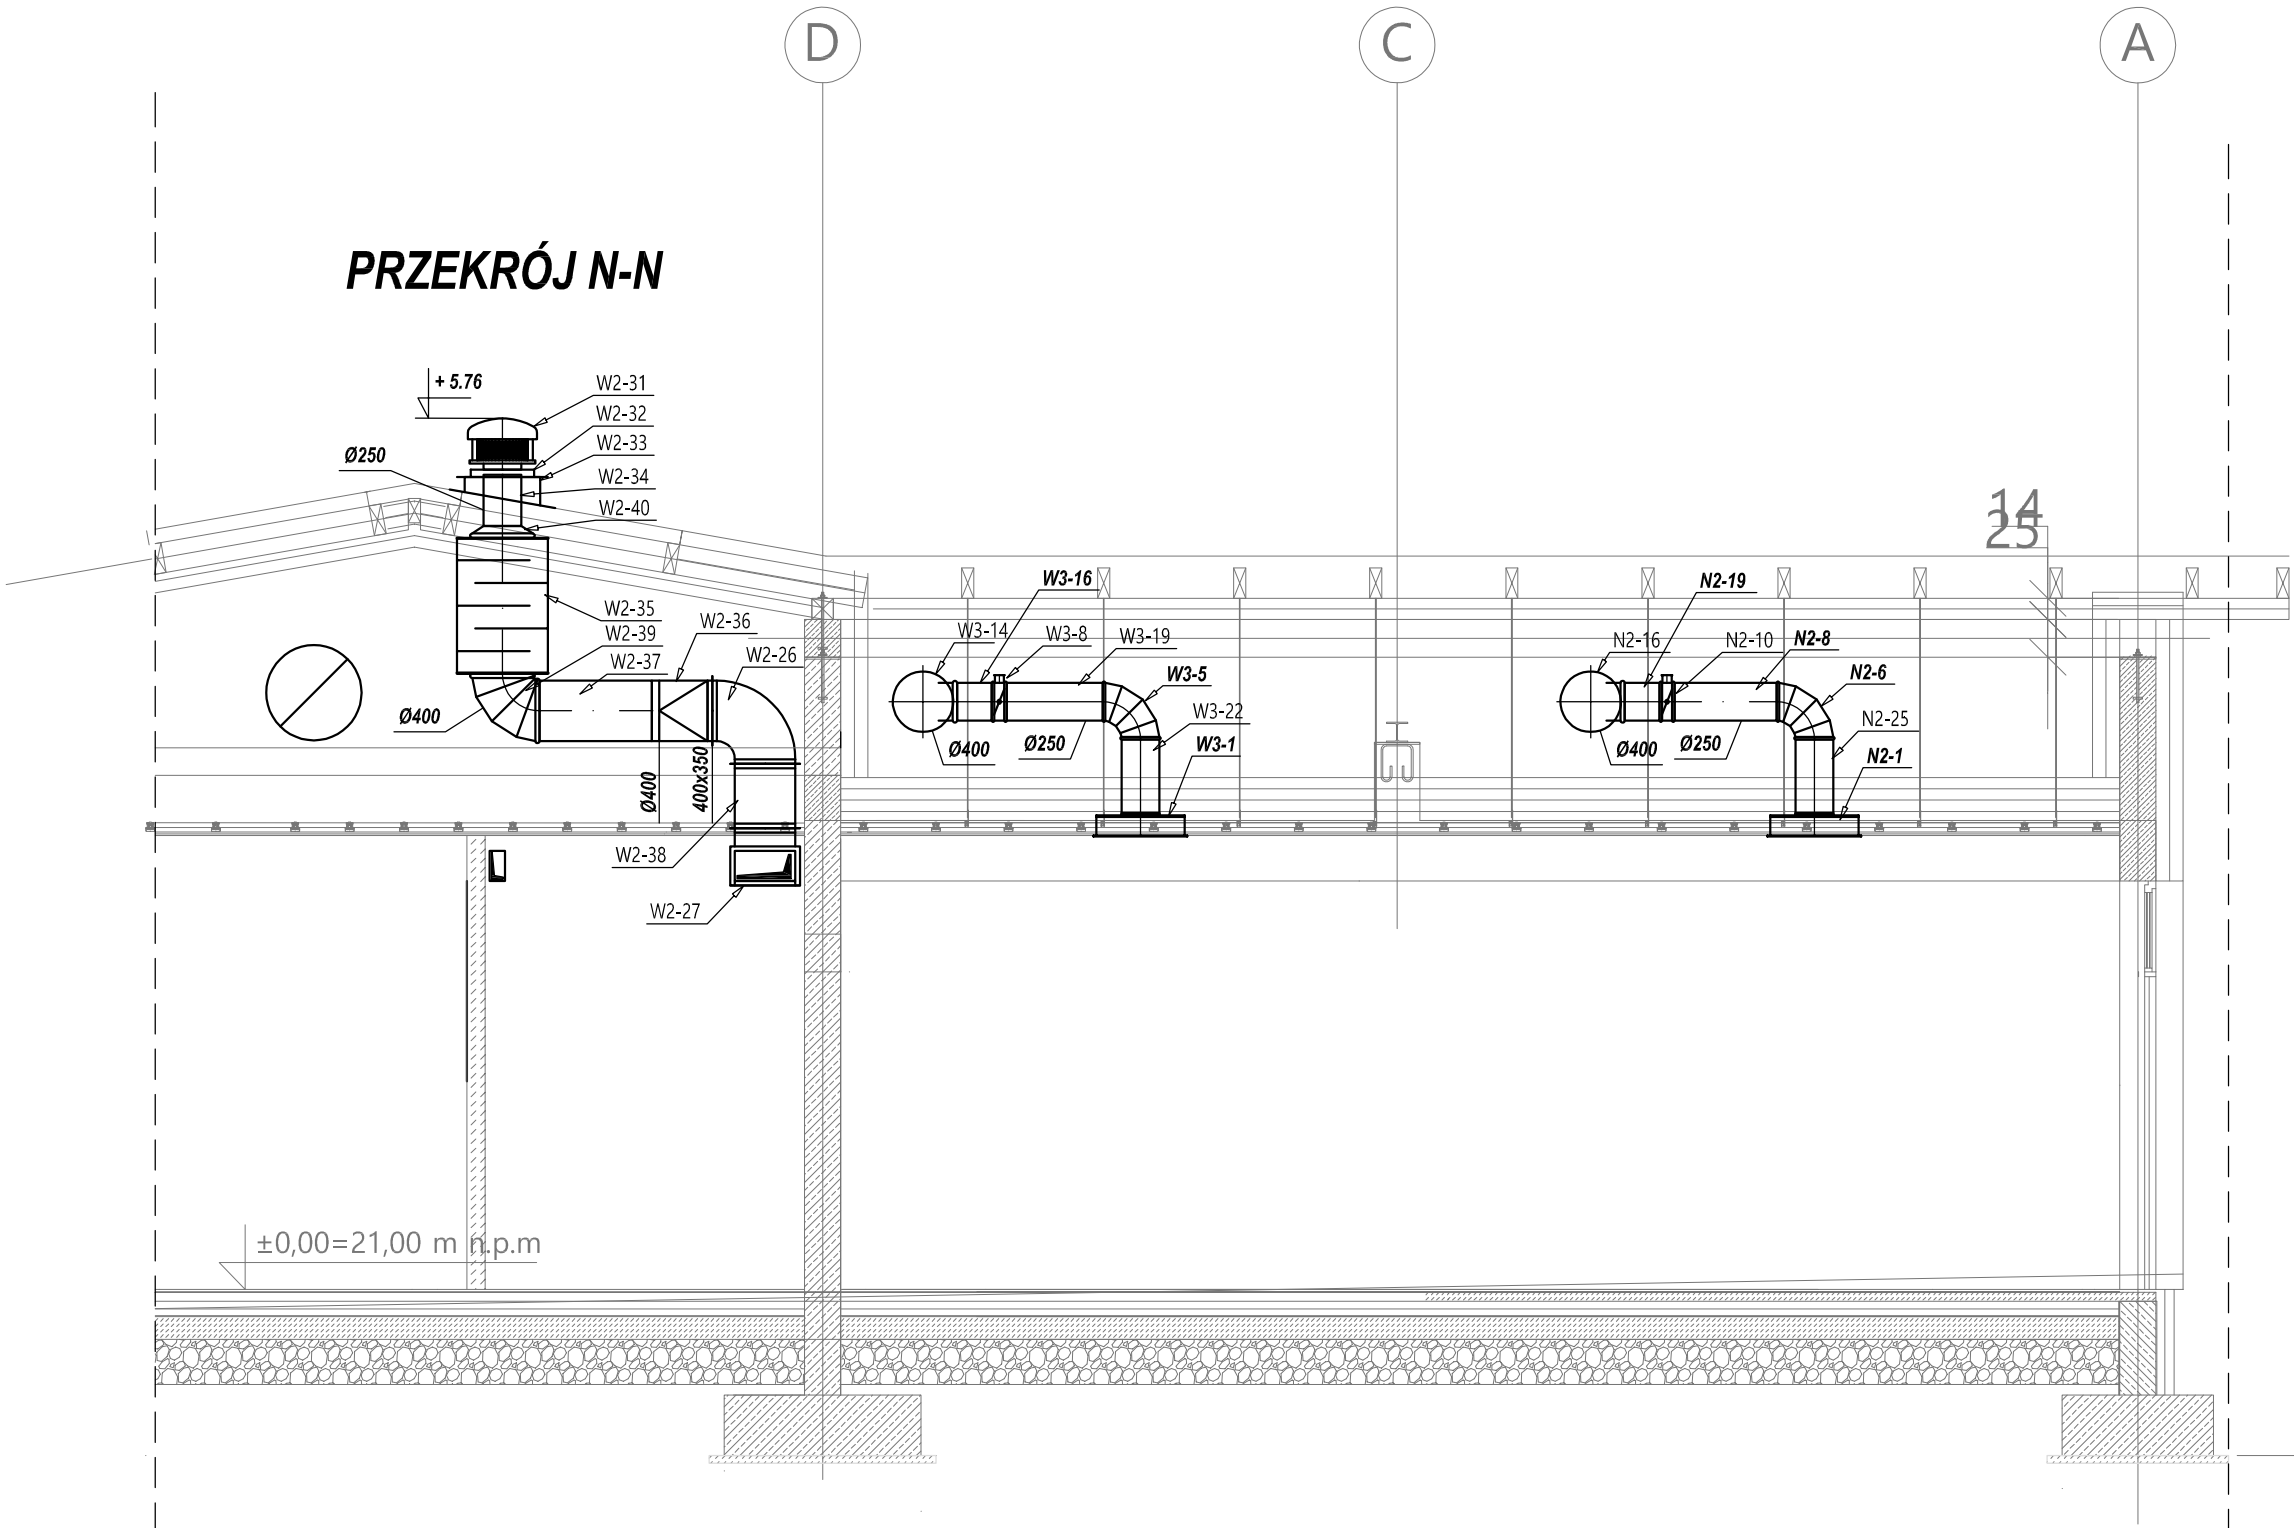 D
C
A
PRZEKRÓJ N-N
+ 5.76
W2-31
W2-32
W2-33
Ø250
W2-34
W2-40
14
25
W3-16
N2-19
W2-35
W2-36
W2-39
W3-14
W3-8
W3-19
N2-16
N2-10
N2-8
W2-37
W2-26
W3-5
N2-6
Ø400
W3-22
N2-25
Ø400
Ø250
W3-1
Ø400
Ø250
N2-1
Ø400
400x350
W2-38
W2-27
±0,00=21,00 m n.p.m